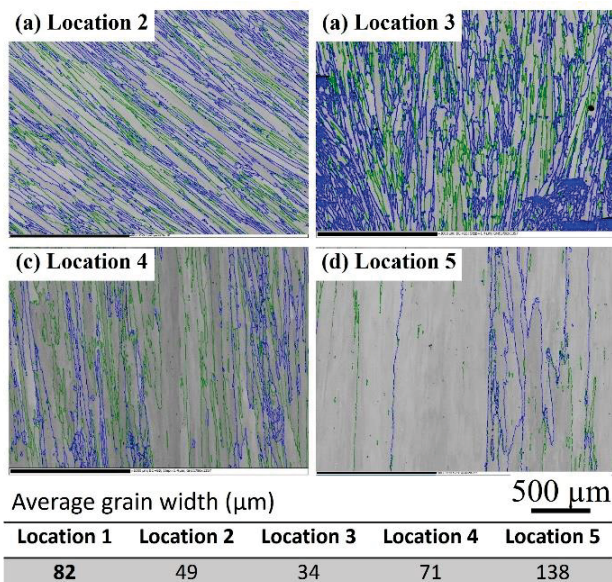 (a) Location 2
(a) Location 3
(c) Location 4
(d) Location 5
Average grain width (μm)
500 μm
Location 1 Location 2 Location 3 Location 4 Location 5
82 49 34 71 138